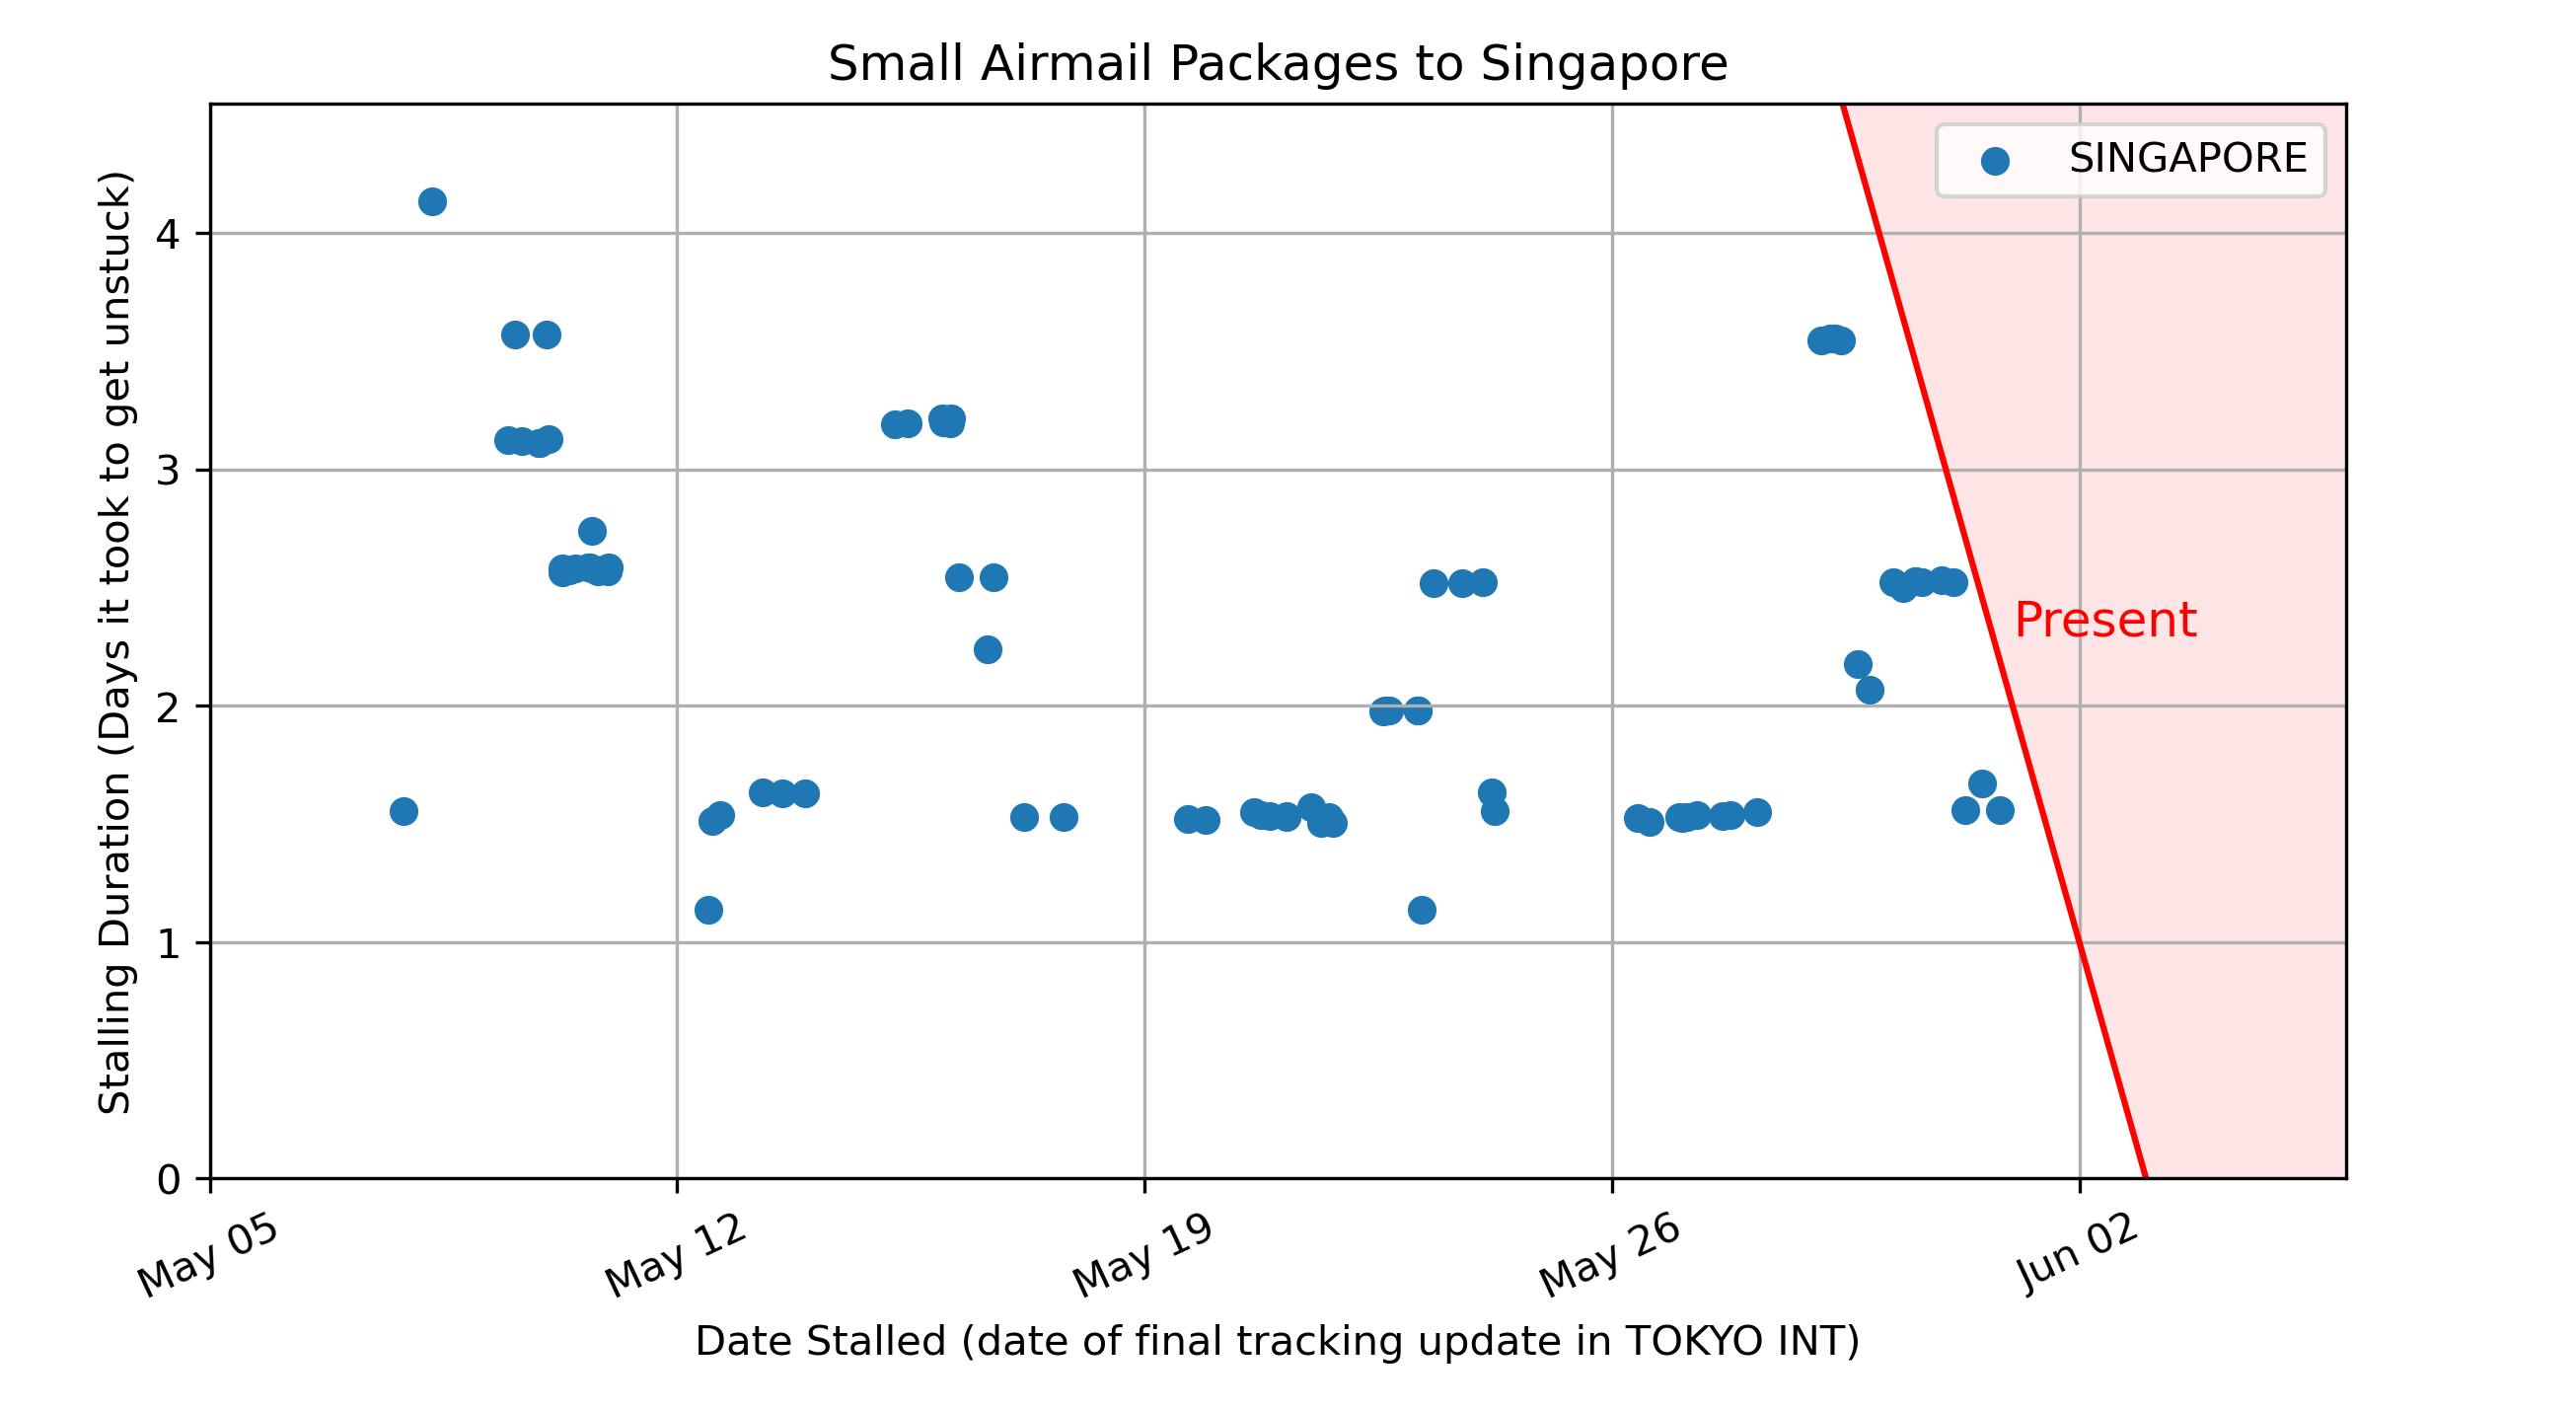 Small Airmail Packages to Singapore
SINGAPORE
Stalling Duration (Days it took to get unstuck)
4
3
2
1
0
Present
May 05
May 12
May 19
May 26
Jun 02
Date Stalled (date of final tracking update in TOKYO INT)